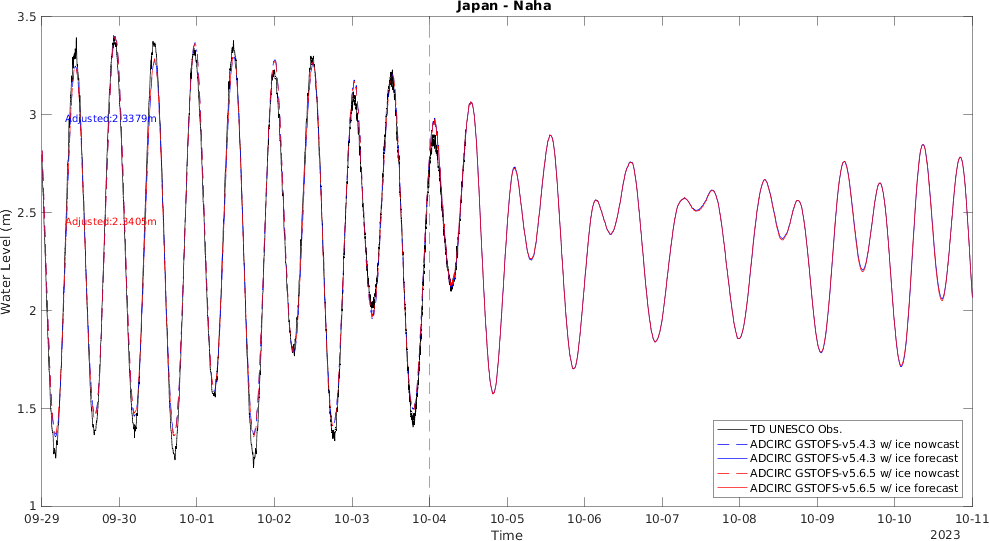 Japan - Naha
3.5
3
2.5
2
1.5
1
Water Level (m)
Adjusted:2.3379m
Adjusted:2.3405m
TD UNESCO Obs.
ADCIRC GSTOFS-v5.4.3 w/ ice nowcast
ADCIRC GSTOFS-v5.4.3 w/ ice forecast
ADCIRC GSTOFS-v5.6.5 w/ ice nowcast
ADCIRC GSTOFS-v5.6.5 w/ ice forecast
09-29 09-30 10-01 10-02 10-03 10-04 10-05 10-06 10-07 10-08 10-09 10-10 10-11
Time
2023